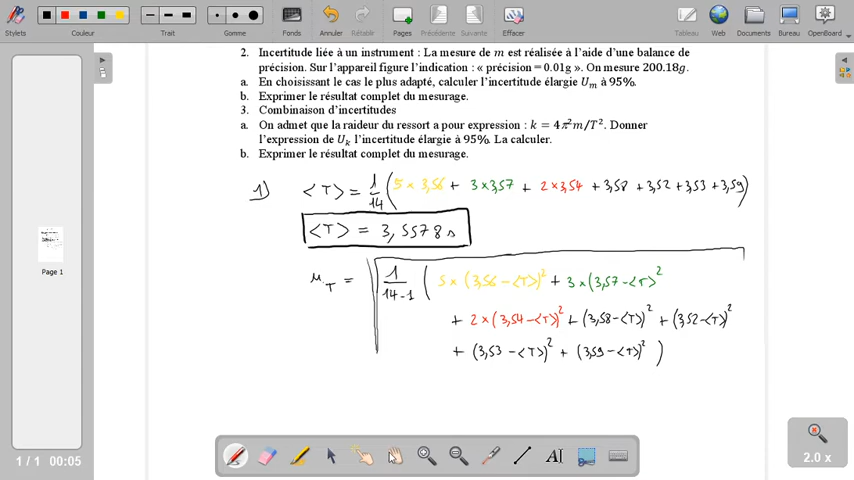 Stylets
Couleur
Trait
Gomme
Fonds
Annuler
Rétablir
Pages
Précédente
Suivante
Effacer
Tableau
Web
Documents
Bureau
OpenBoard
2. Incertitude liée à un instrument : La mesure de m est réalisée à l'aide d'une balance de
précision. Sur l'appareil figure l'indication : « précision = 0.01g ». On mesure 200.18g.
a. En choisissant le cas le plus adapté, calculer l'incertitude élargie Um à 95%.
b. Exprimer le résultat complet du mesurage.
3. Combinaison d'incertitudes
a. On admet que la raideur du ressort a pour expression : k = 4π²m/T². Donner
l'expression de Uk l'incertitude élargie à 95%. La calculer.
b. Exprimer le résultat complet du mesurage.
1) <T> = 1/14 (5 x 3,56 + 3 x 3,57 + 2 x 3,54 + 3,58 + 3,52 + 3,53 + 3,59)
<T> = 3,5578 s
μT = √ 1/(14-1) (5 x (3,56 - <T>)² + 3 x (3,57 - <T>)²
+ 2 x (3,54 - <T>)² + (3,58 - <T>)² + (3,52 - <T>)²
+ (3,53 - <T>)² + (3,59 - <T>)² )
Page 1
1 / 1 00:05
2.0 x